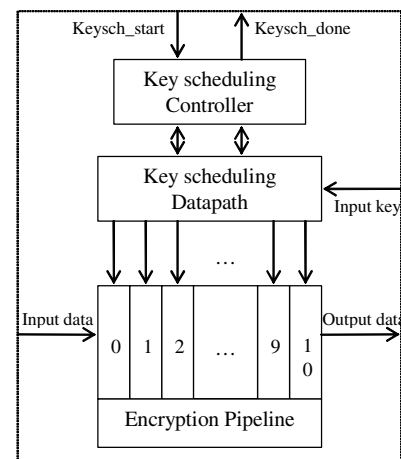 Keysch_start
Keysch_done
Key scheduling
Controller
Key scheduling
Datapath
Input key
…
Input data
Output data
0 1 2 … 9 1
0
Encryption Pipeline